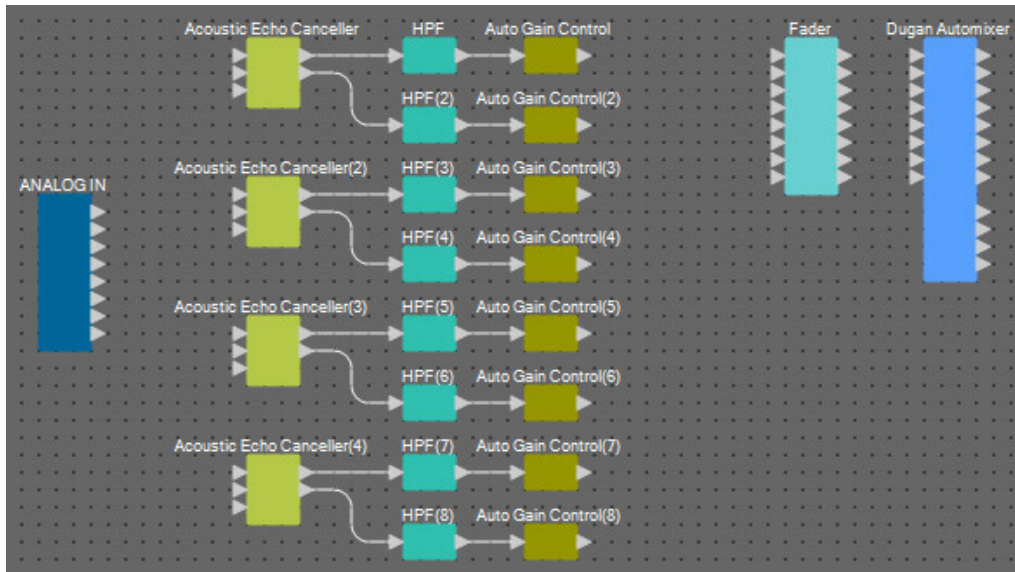 Acoustic Echo Canceller HPF Auto Gain Control Fader Dugan Automixer
HPF(2) Auto Gain Control(2)
Acoustic Echo Canceller(2) HPF(3) Auto Gain Control(3)
ANALOG IN
HPF(4) Auto Gain Control(4)
Acoustic Echo Canceller(3) HPF(5) Auto Gain Control(5)
HPF(6) Auto Gain Control(6)
Acoustic Echo Canceller(4) HPF(7) Auto Gain Control(7)
HPF(8) Auto Gain Control(8)